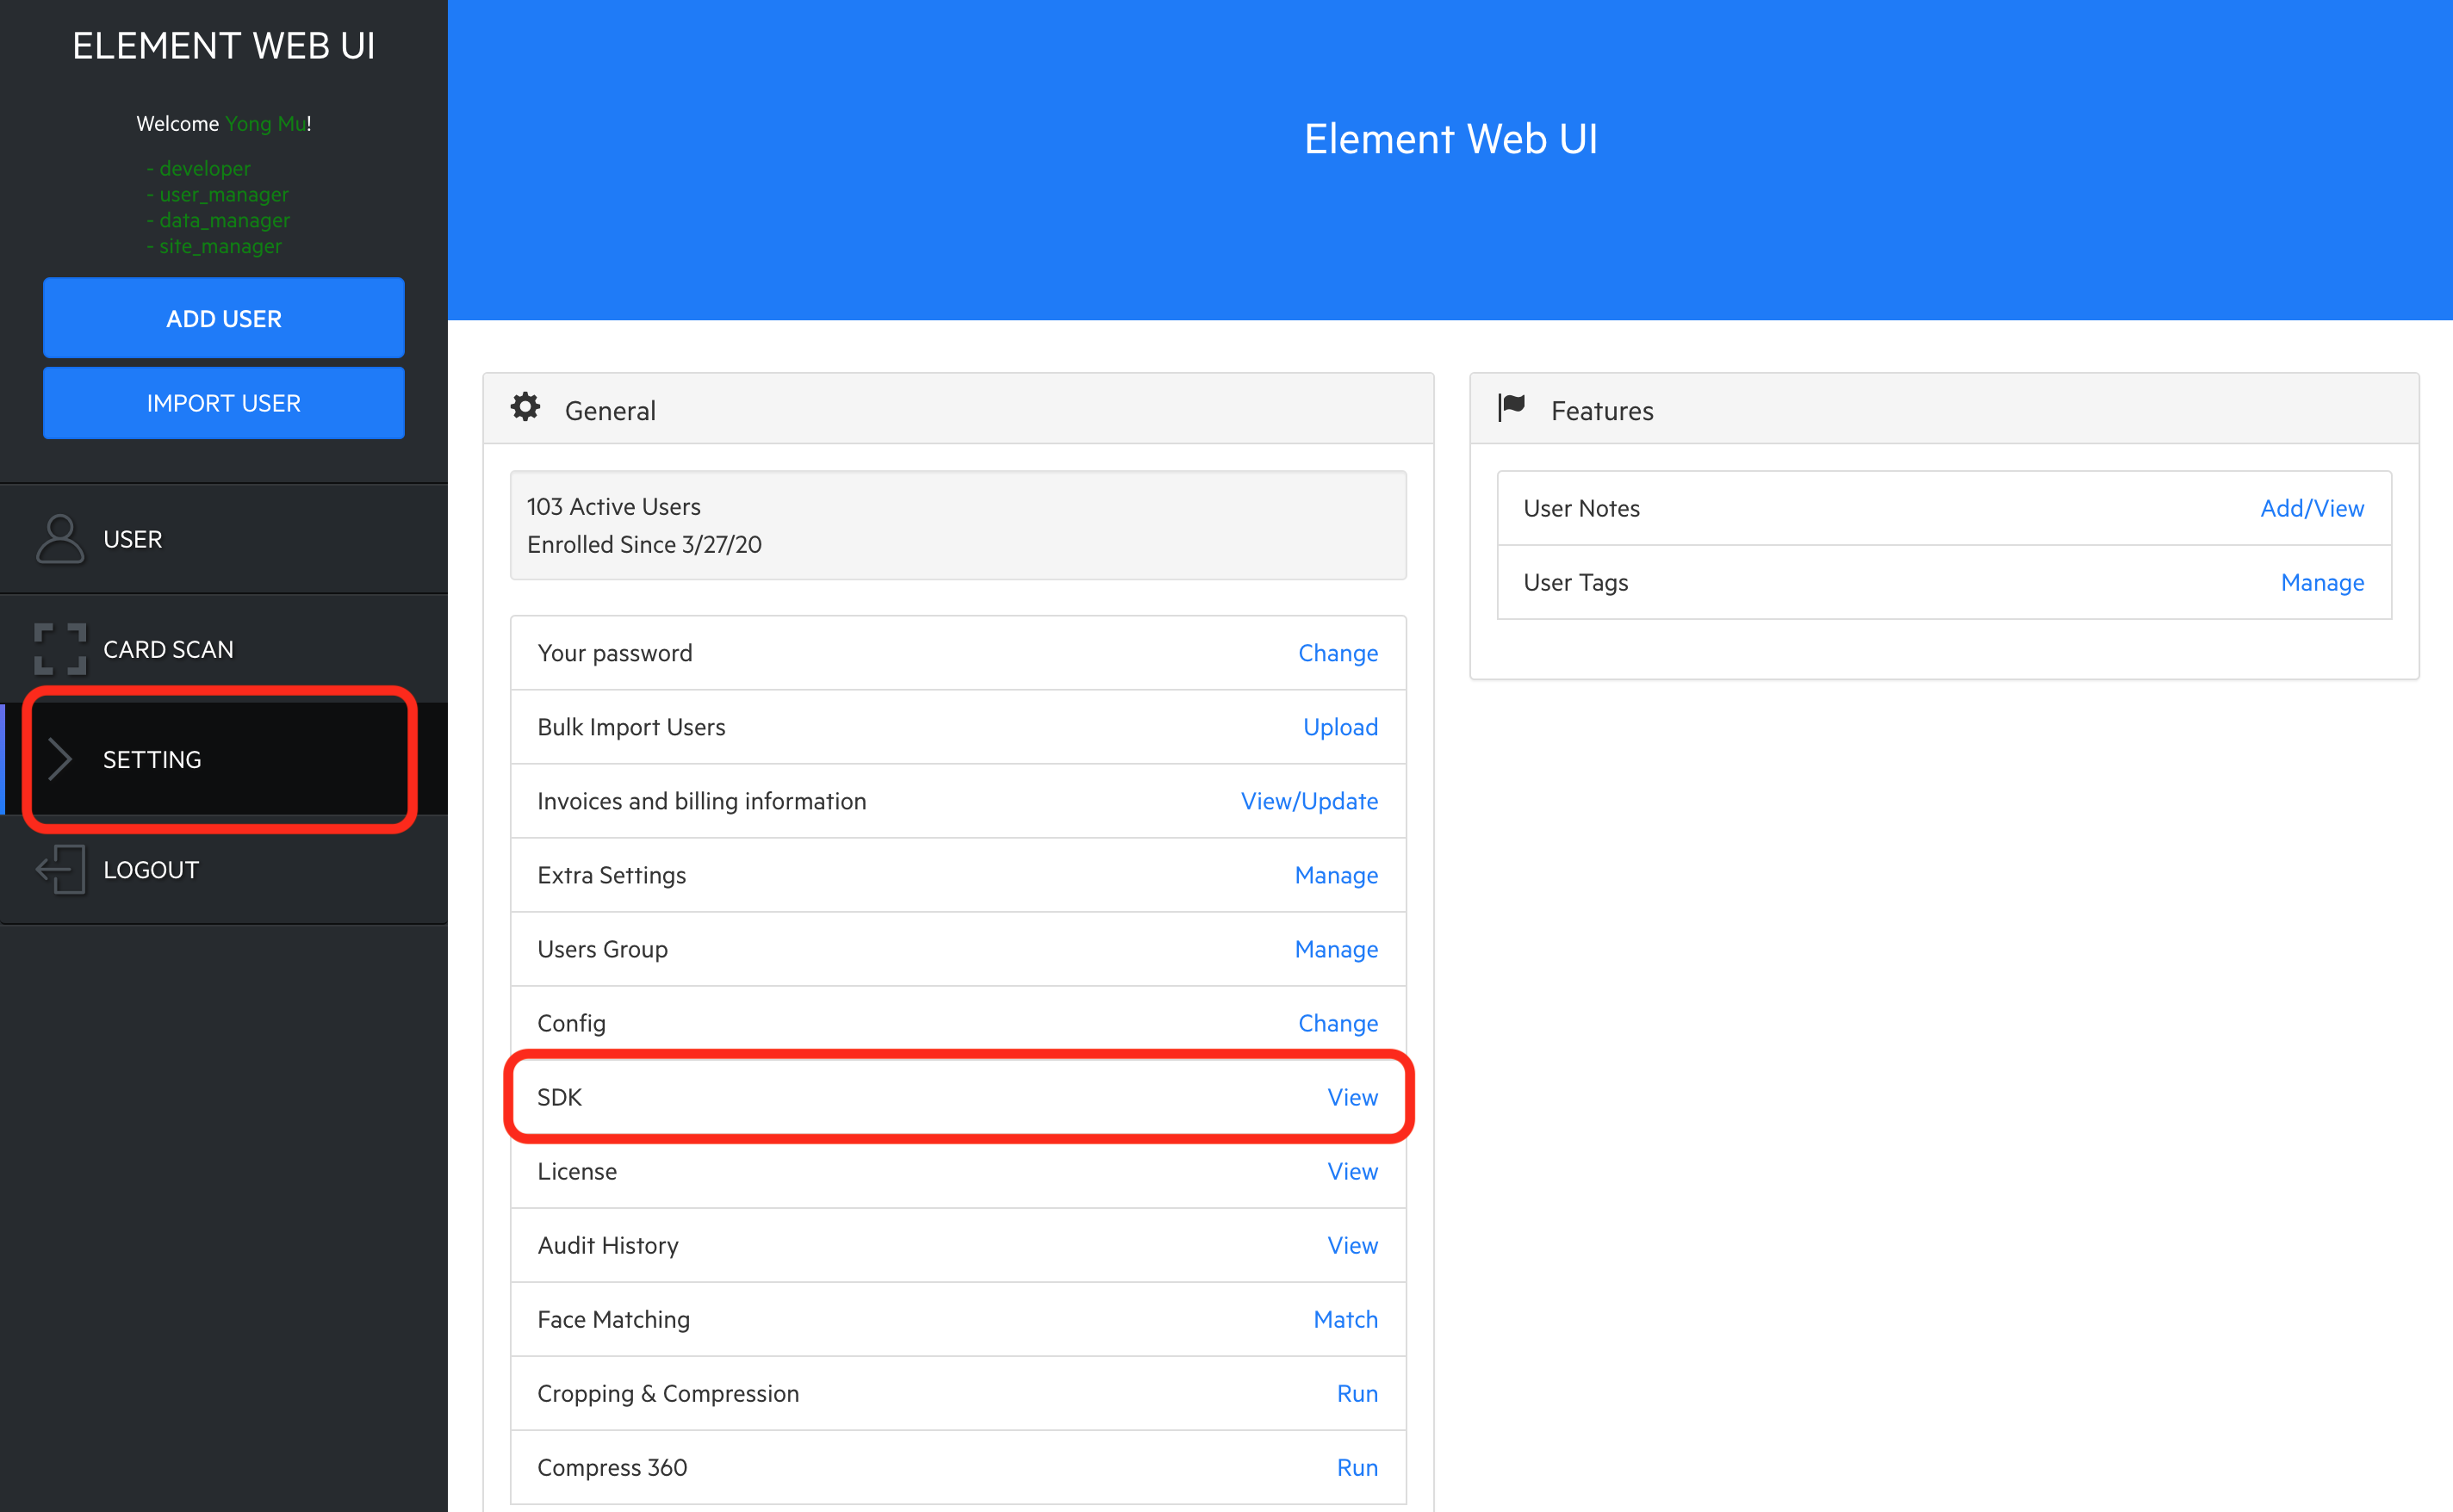 ELEMENT WEB UI
Welcome Yong Mu!
- developer
- user_manager
- data_manager
- site_manager
ADD USER
IMPORT USER
USER
CARD SCAN
SETTING
LOGOUT
Element Web UI
General
103 Active Users
Enrolled Since 3/27/20
Your password Change
Bulk Import Users Upload
Invoices and billing information View/Update
Extra Settings Manage
Users Group Manage
Config Change
SDK View
License View
Audit History View
Face Matching Match
Cropping & Compression Run
Compress 360 Run
Features
User Notes Add/View
User Tags Manage